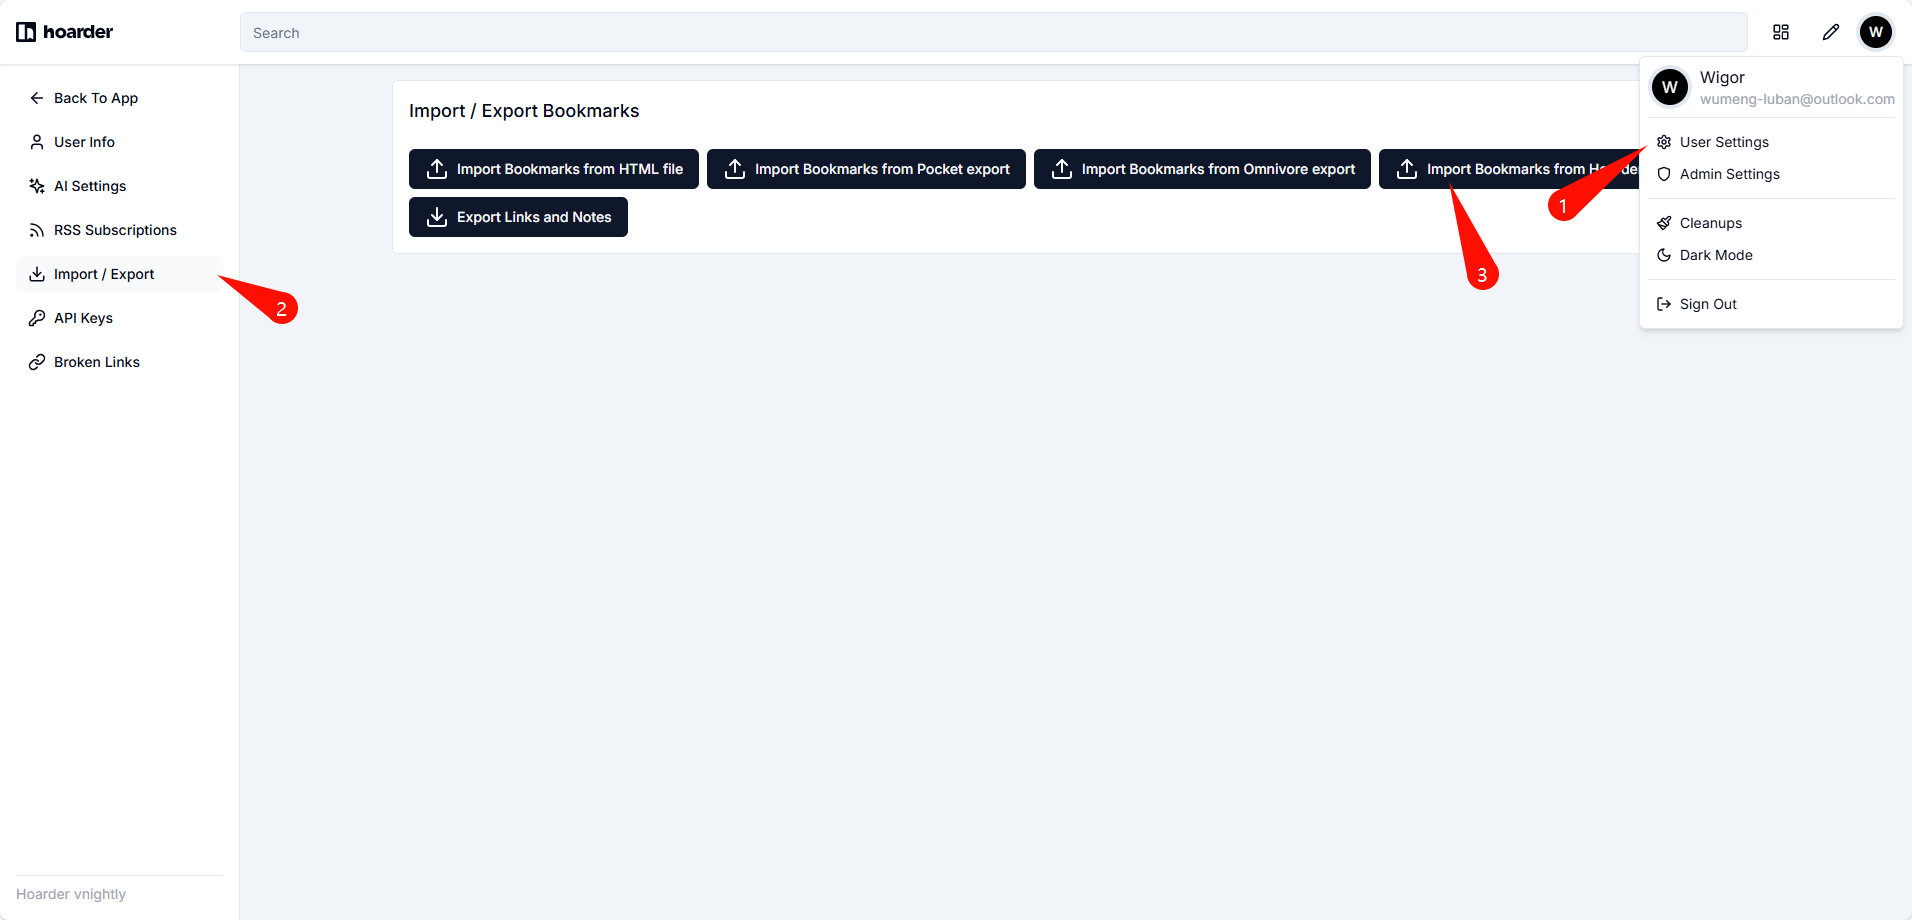 hoarder
Search
W
Back To App
User Info
AI Settings
RSS Subscriptions
Import / Export
API Keys
Broken Links
Hoarder vnightly
Import / Export Bookmarks
Import Bookmarks from HTML file
Import Bookmarks from Pocket export
Import Bookmarks from Omnivore export
Import Bookmarks from
Export Links and Notes
W
Wigor
wumeng-luban@outlook.com
User Settings
Admin Settings
Cleanups
Dark Mode
Sign Out
1
2
3